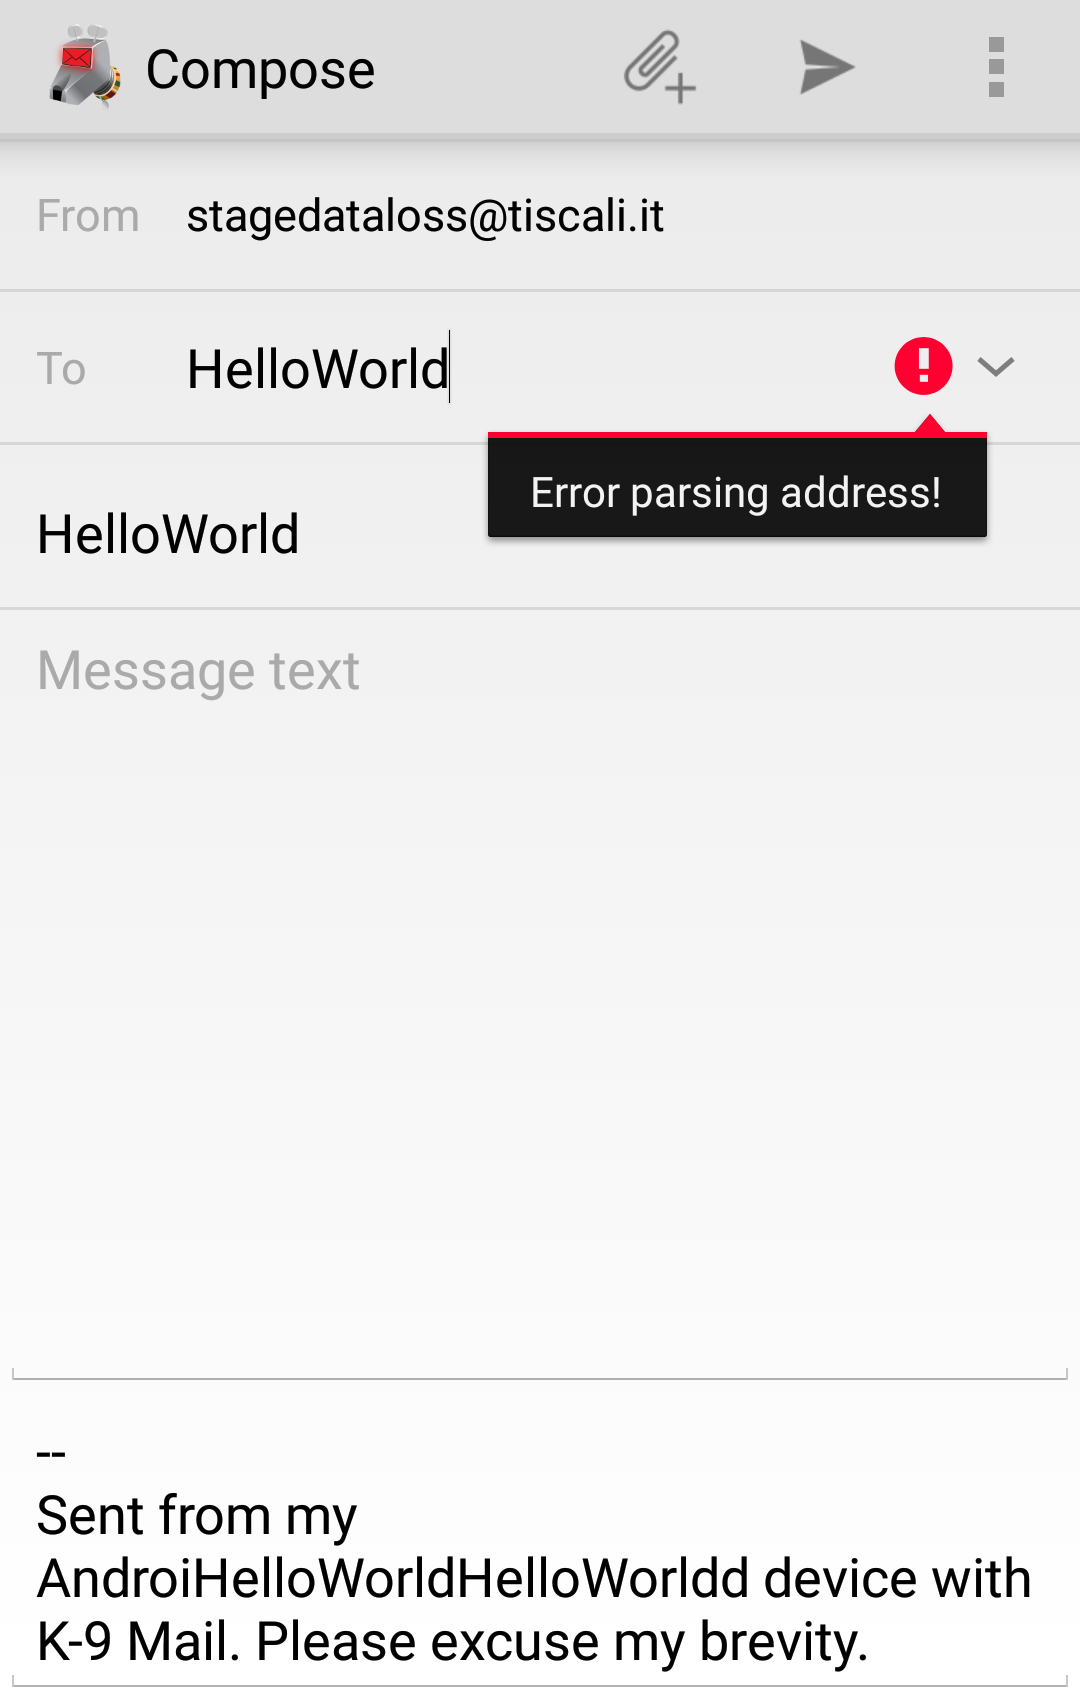 Compose
From stagedataloss@tiscali.it
To HelloWorld
Error parsing address!
HelloWorld
Message text
--
Sent from my
AndroiHelloWorldHelloWorldd device with
K-9 Mail. Please excuse my brevity.